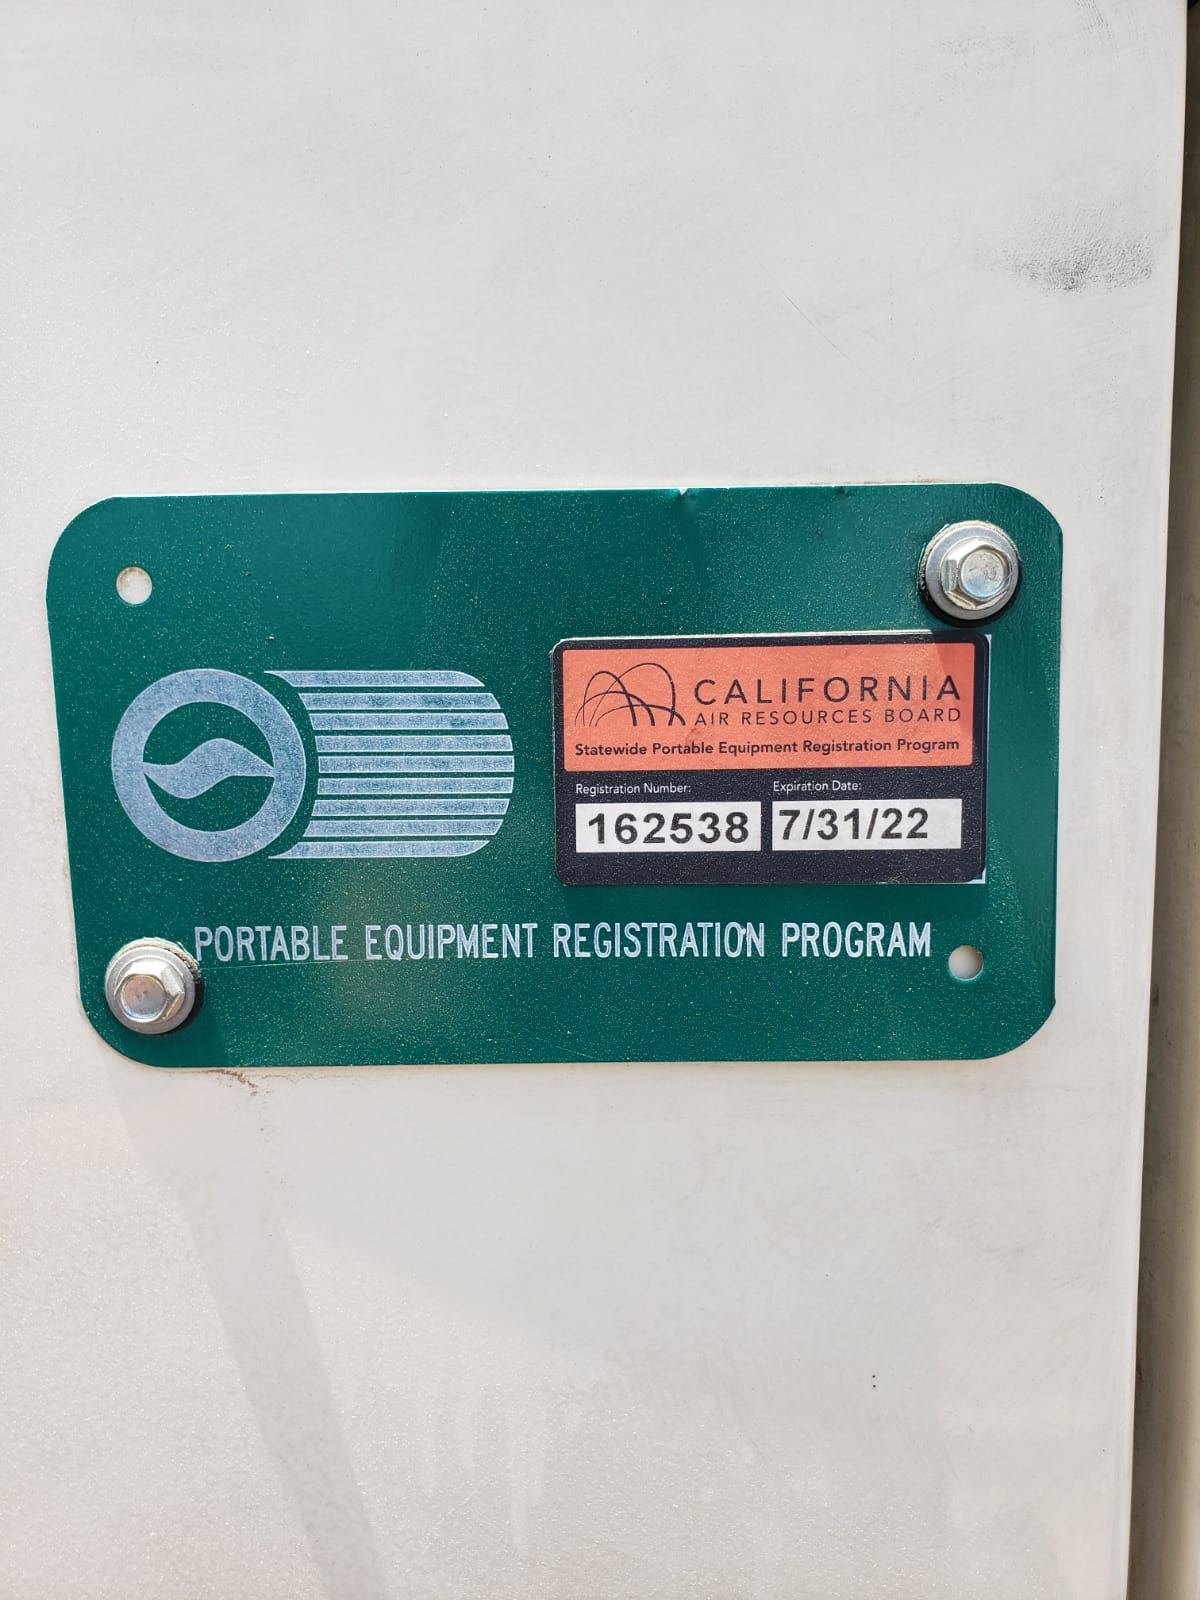 CALIFORNIA
AIR RESOURCES BOARD
Statewide Portable Equipment Registration Program
Registration Number: Expiration Date:
162538 7/31/22
PORTABLE EQUIPMENT REGISTRATION PROGRAM